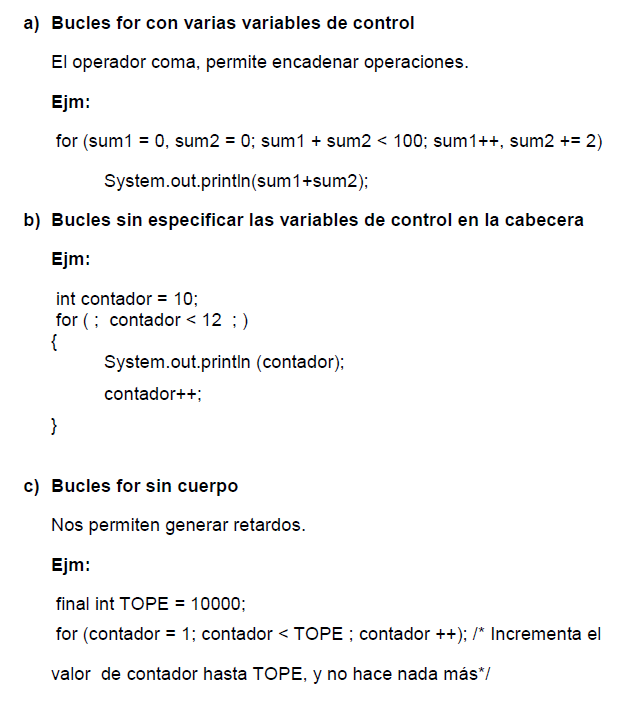 a) Bucles for con varias variables de control
El operador coma, permite encadenar operaciones.
Ejm:
for (sum1 = 0, sum2 = 0; sum1 + sum2 < 100; sum1++, sum2 += 2)
System.out.println(sum1+sum2);
b) Bucles sin especificar las variables de control en la cabecera
Ejm:
int contador = 10;
for ( ; contador < 12 ; )
{
System.out.println (contador);
contador++;
}
c) Bucles for sin cuerpo
Nos permiten generar retardos.
Ejm:
final int TOPE = 10000;
for (contador = 1; contador < TOPE ; contador ++); /* Incrementa el
valor de contador hasta TOPE, y no hace nada más*/